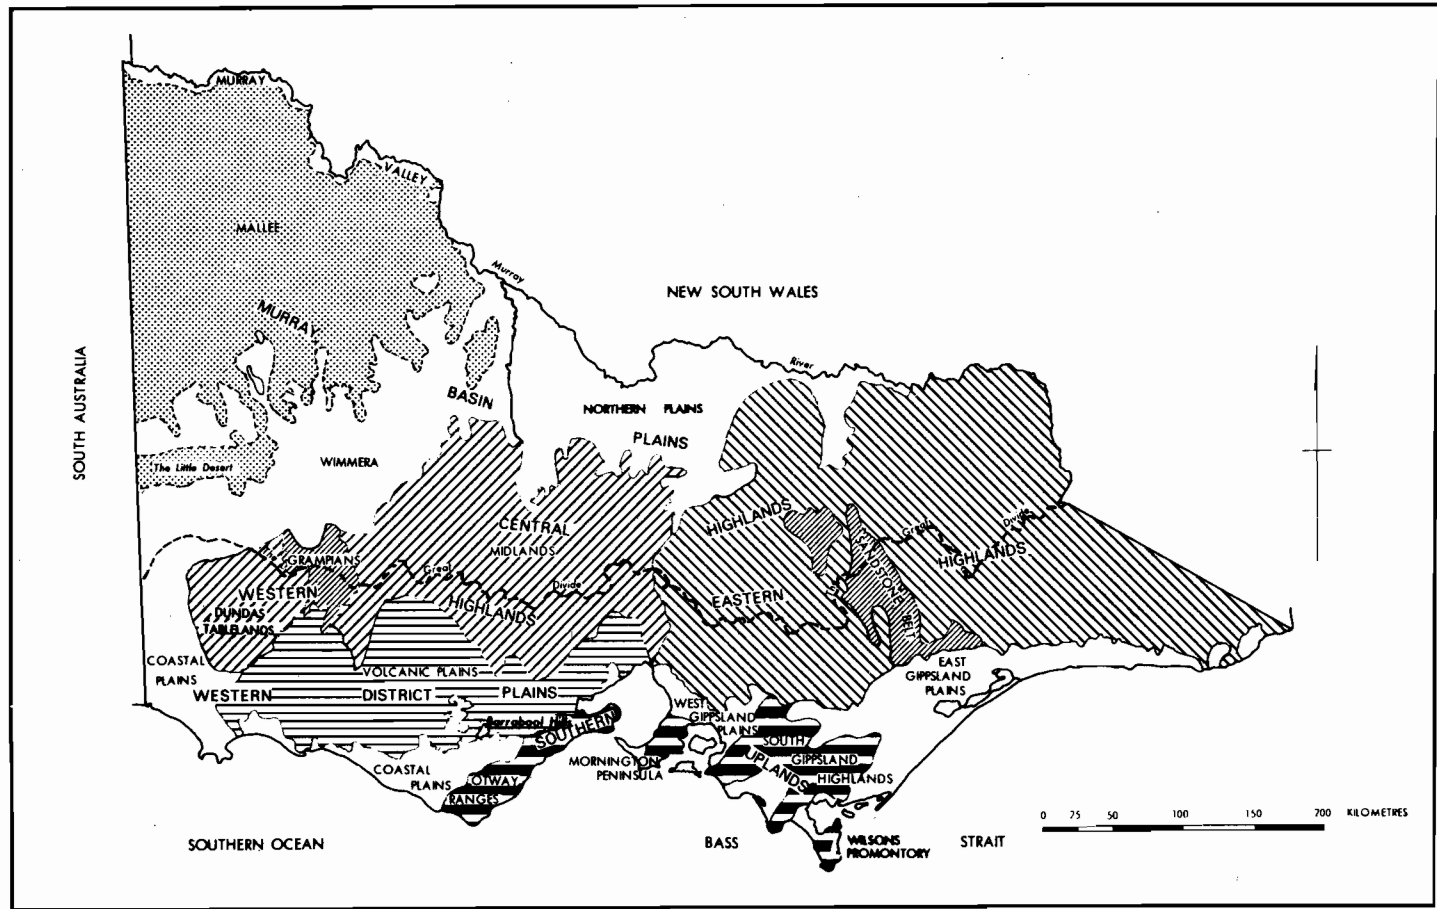 MURRAY
VALLEY
MALLEE
Murray
NEW SOUTH WALES
MURRAY
River
SOUTH AUSTRALIA
BASIN
NORTHERN PLAINS
PLAINS
WIMMERA
The Little Desert
CENTRAL
MIDLANDS
HIGHLANDS
Great
Divide
HIGHLANDS
SANDSTONE BELT
GRAMPIANS
Great
Divide
WESTERN
HIGHLANDS
EASTERN
DUNDAS
TABLELANDS
COASTAL
PLAINS
VOLCANIC PLAINS
EAST
GIPPSLAND
PLAINS
WESTERN DISTRICT PLAINS
WEST
GIPPSLAND
PLAINS
Barrabool Hills
SOUTHERN
SOUTH
GIPPSLAND
HIGHLANDS
UPLANDS
MORNINGTON
PENINSULA
COASTAL
PLAINS
OTWAY
RANGES
0 25 50 100 150 200 KILOMETRES
SOUTHERN OCEAN
BASS STRAIT
WILSONS
PROMONTORY